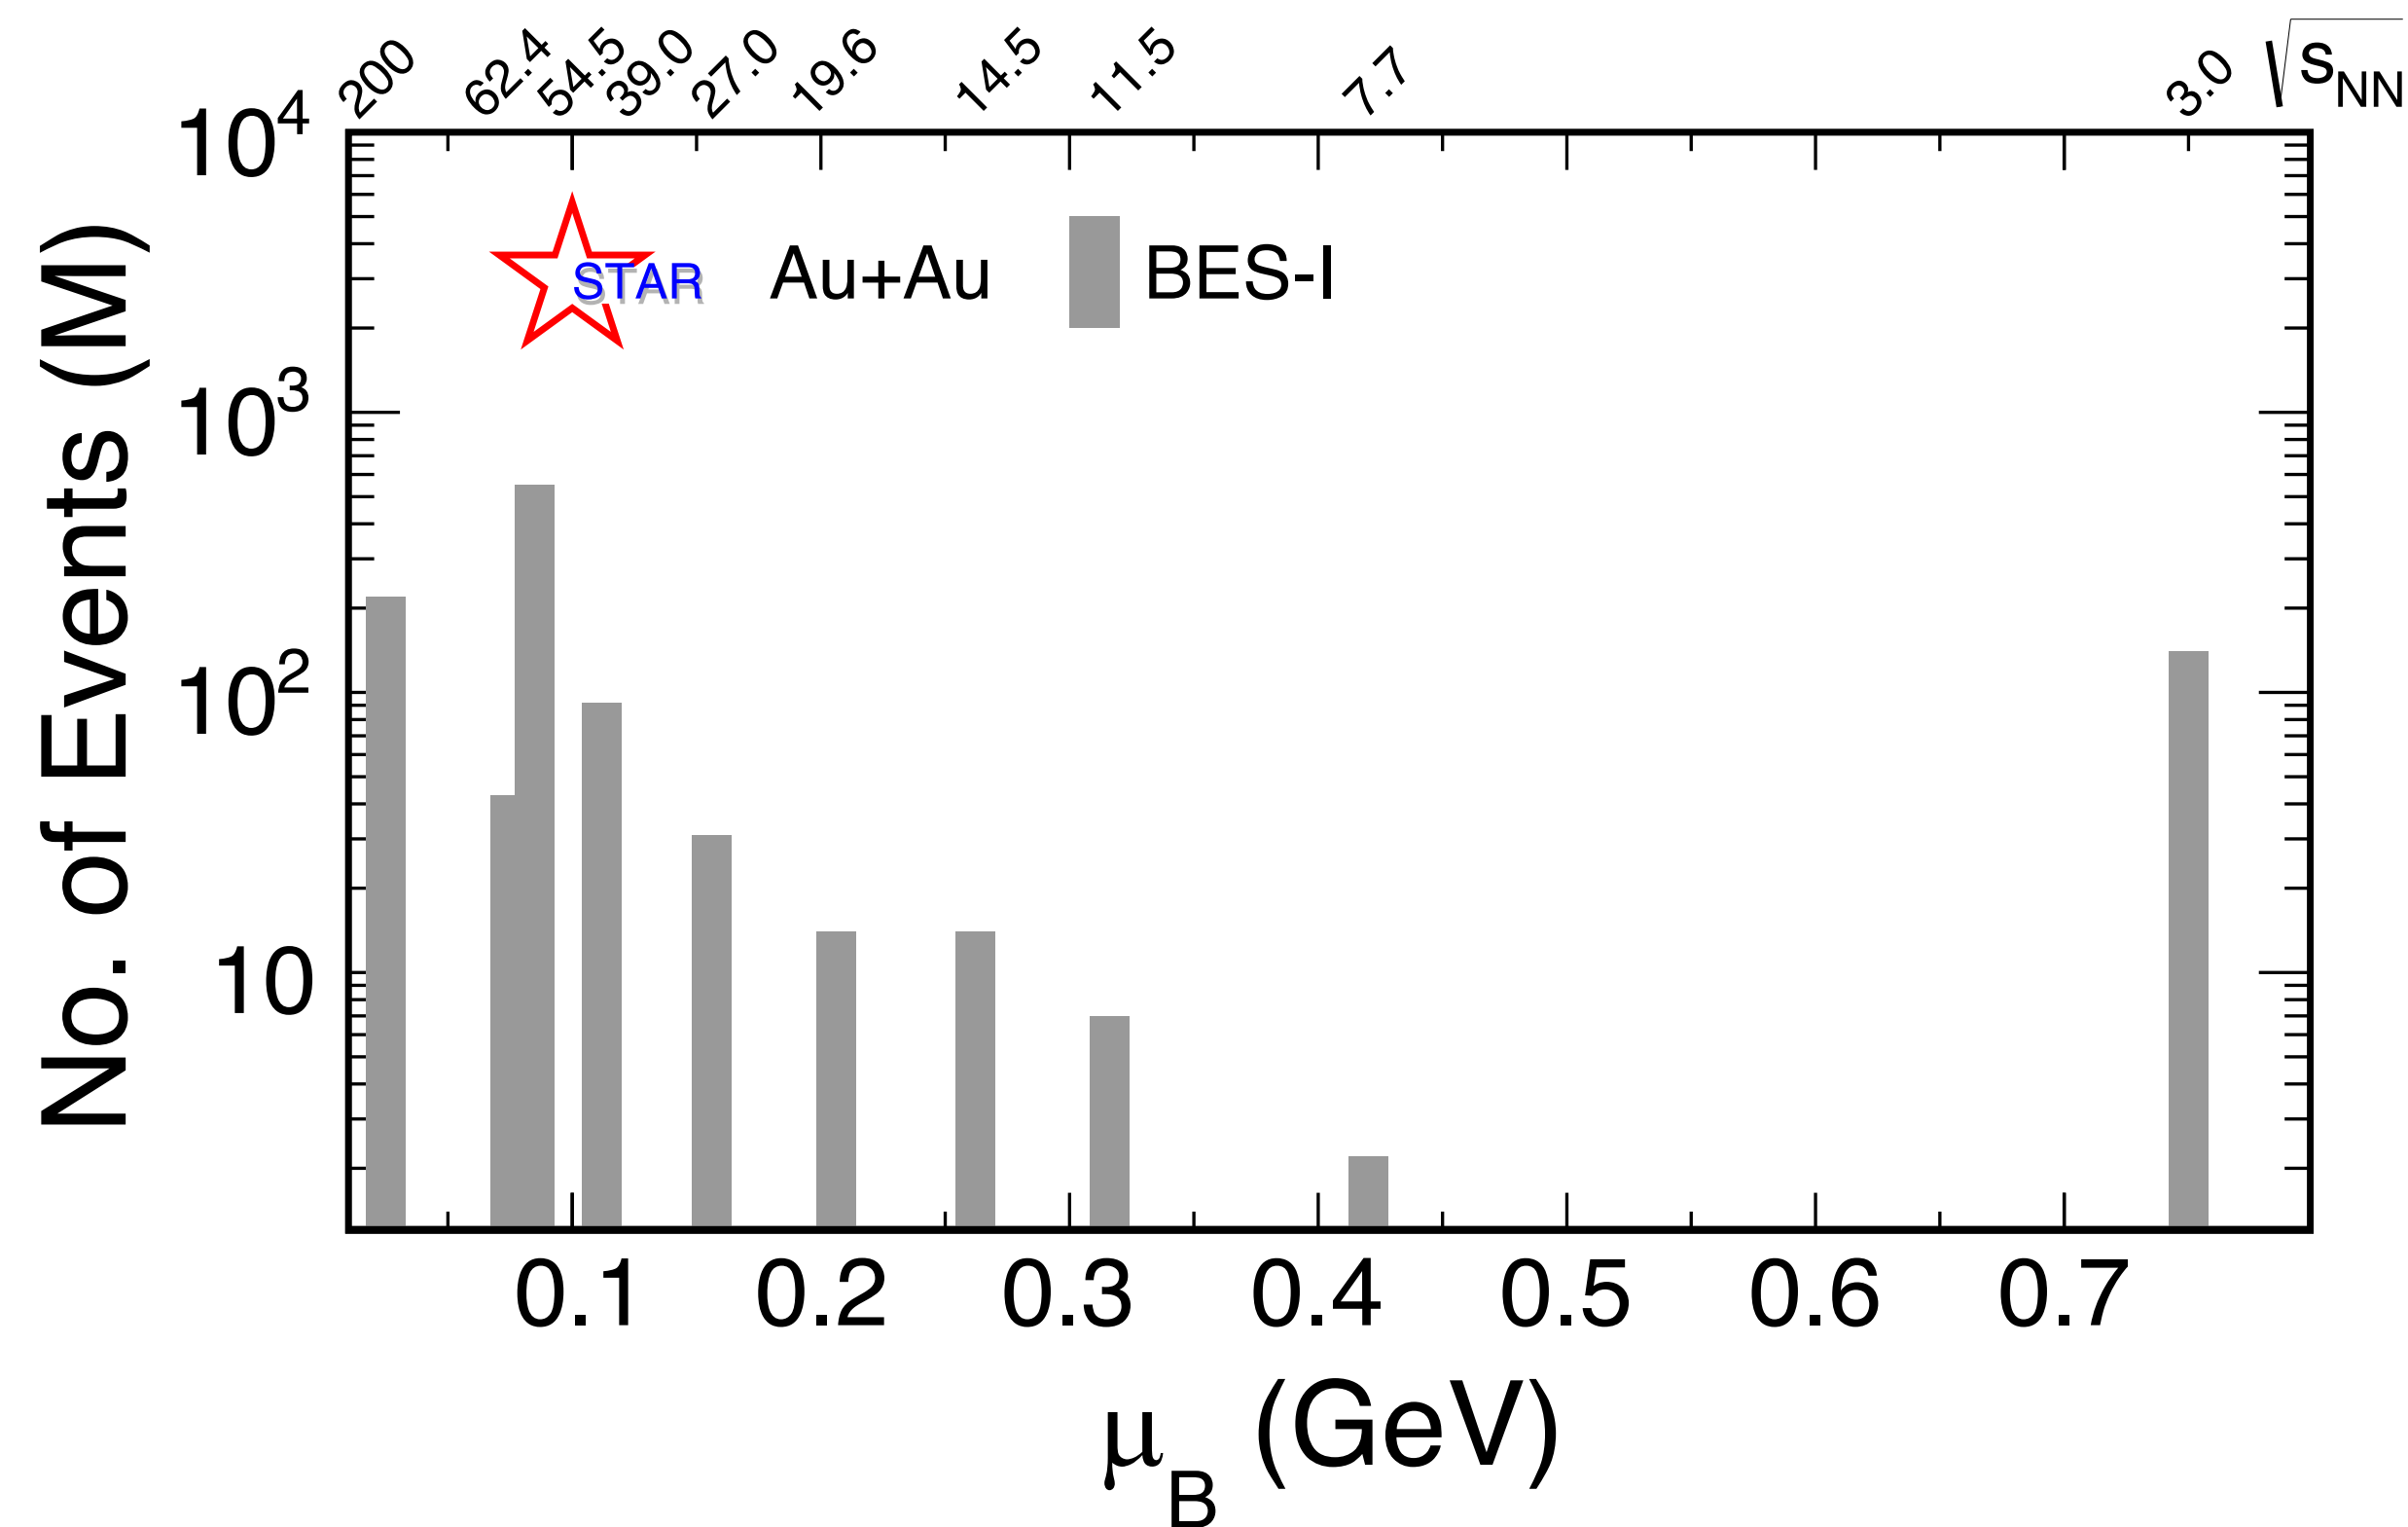 200 62.4 54.5 39.0 27.0 19.6 14.5 11.5 7.7 3.0 √sNN
10⁴
STAR Au+Au BES-I
10³
10²
10
No. of Events (M)
0.1 0.2 0.3 0.4 0.5 0.6 0.7
μB (GeV)